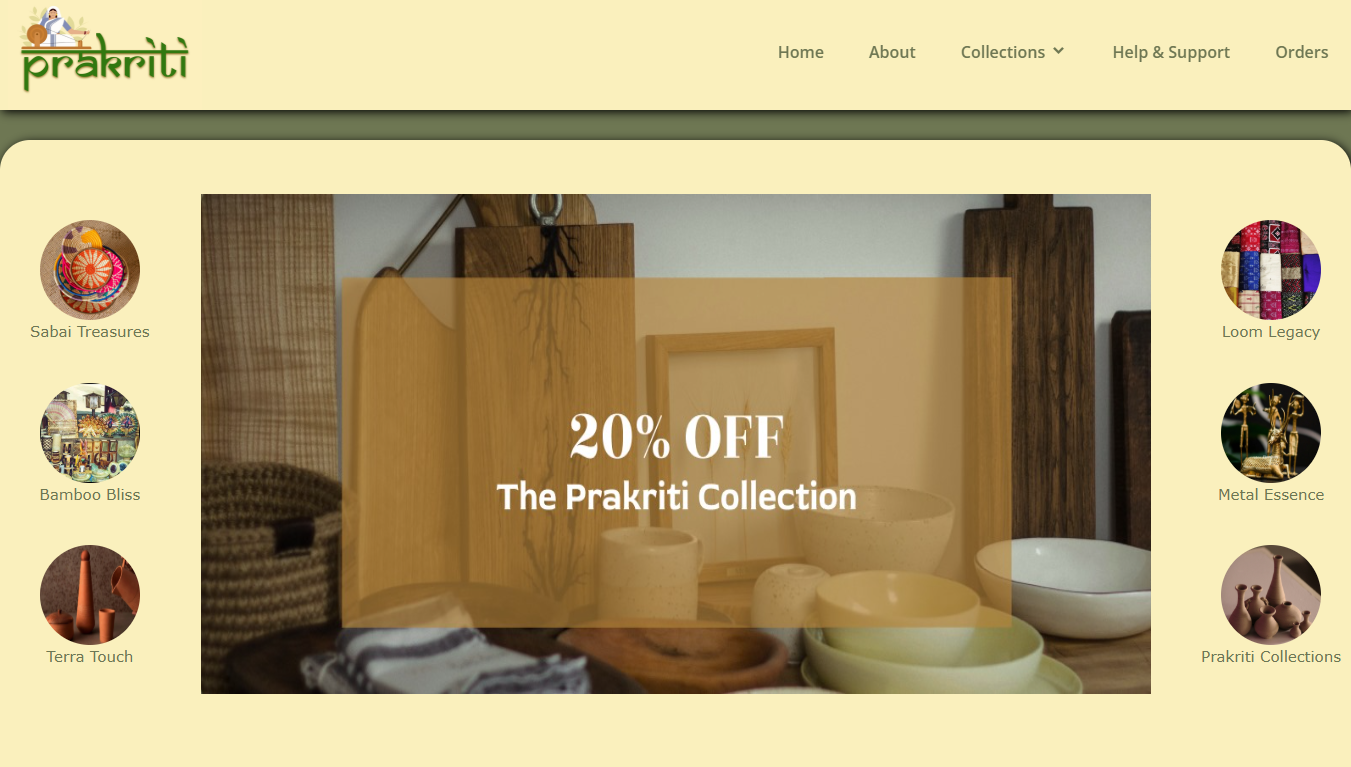 prakriti
Home About Collections Help & Support Orders
Sabai Treasures
Bamboo Bliss
Terra Touch
20% OFF
The Prakriti Collection
Loom Legacy
Metal Essence
Prakriti Collections